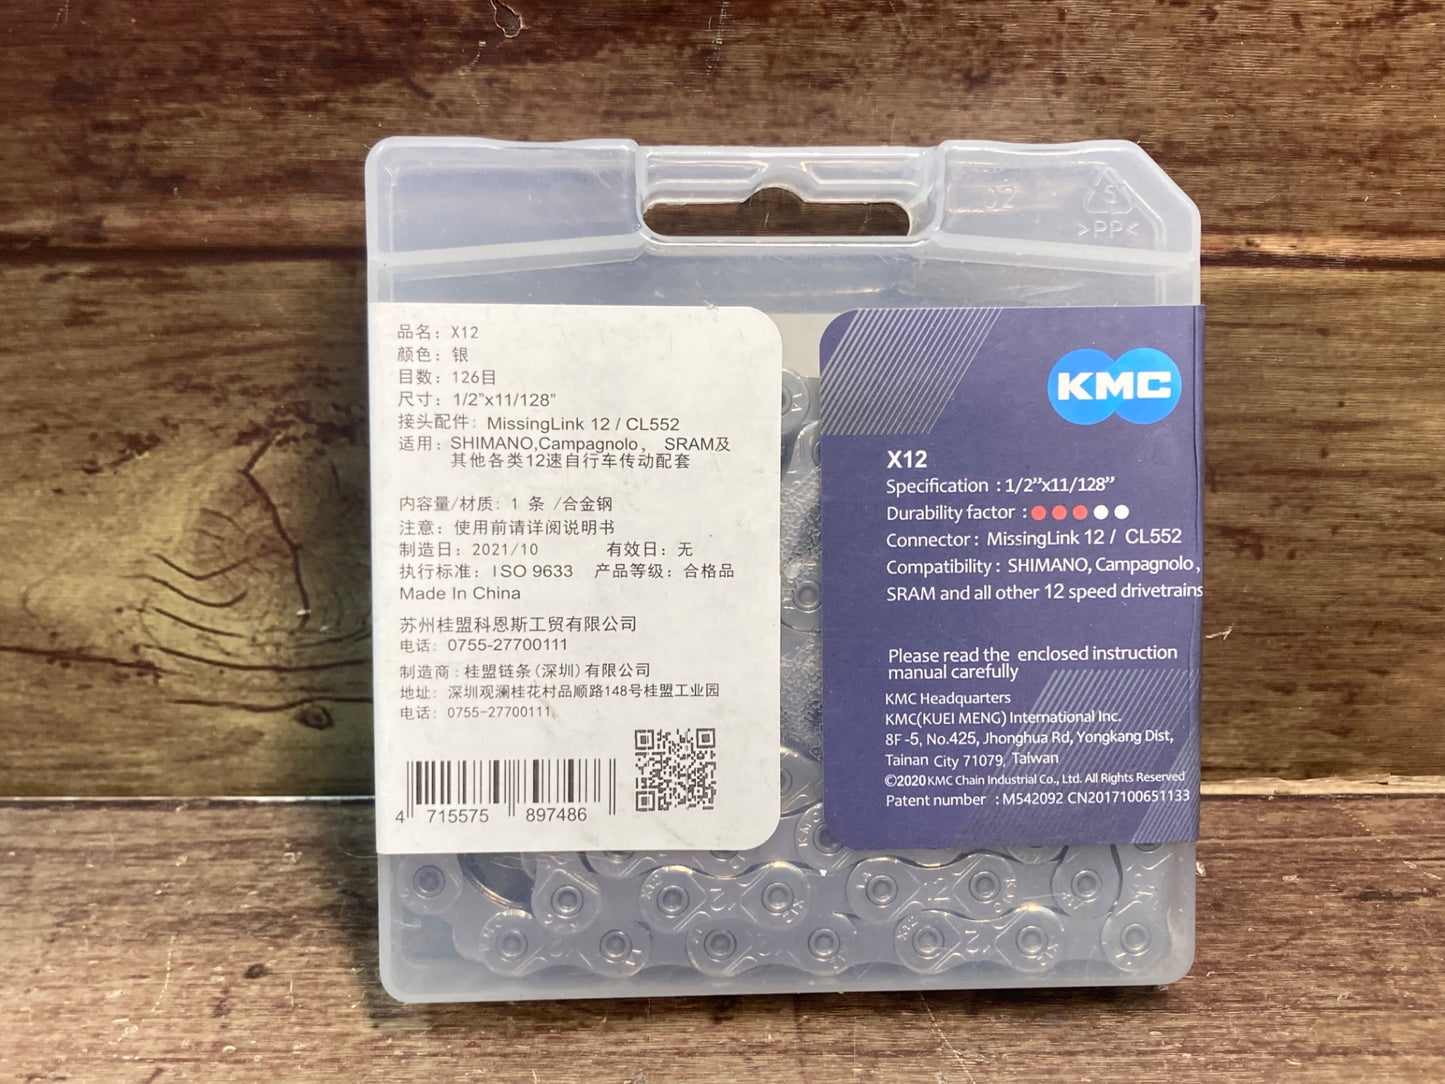 02
5
>PP<
品名：X12
颜色：银
目数：126目
尺寸：1/2"x11/128"
接头配件：MissingLink 12 / CL552
适用：SHIMANO,Campagnolo， SRAM及
其他各类12速自行车传动配套
内容量/材质：1 条 /合金钢
注意：使用前请详阅说明书
制造日：2021/10 有效日：无
执行标准：ISO 9633 产品等级：合格品
Made In China
苏州桂盟科恩斯工贸有限公司
电话：0755-27700111
制造商：桂盟链条(深圳)有限公司
地址：深圳观澜桂花村品顺路148号桂盟工业园
电话：0755-27700111
4 715575 897486
KMC
X12
Specification : 1/2”x11/128”
Durability factor :
Connector : MissingLink 12 / CL552
Compatibility : SHIMANO, Campagnolo ,
SRAM and all other 12 speed drivetrains
Please read the enclosed instruction
manual carefully
KMC Headquarters
KMC(KUEI MENG) International Inc.
8F -5, No.425, Jhonghua Rd, Yongkang Dist,
Tainan City 71079, Taiwan
©2020 KMC Chain Industrial Co., Ltd. All Rights Reserved
Patent number : M542092 CN2017100651133